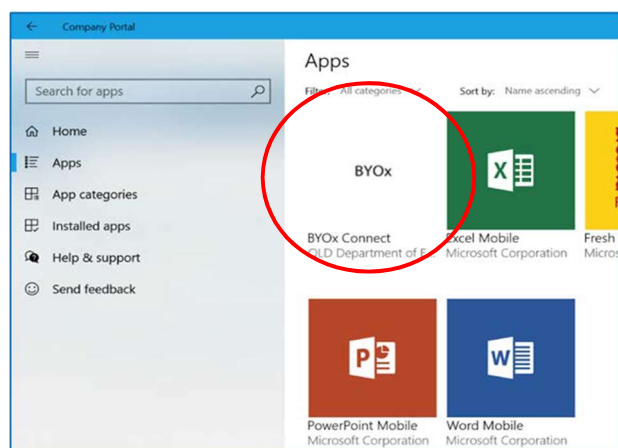 Company Portal
Search for apps
Home
Apps
App categories
Installed apps
Help & support
Send feedback
Apps
Filter: All categories
Sort by: Name ascending
BYOx
BYOx Connect
QLD Department of E...
Excel Mobile
Microsoft Corporation
Fresh
Micros
PowerPoint Mobile
Microsoft Corporation
Word Mobile
Microsoft Corporation